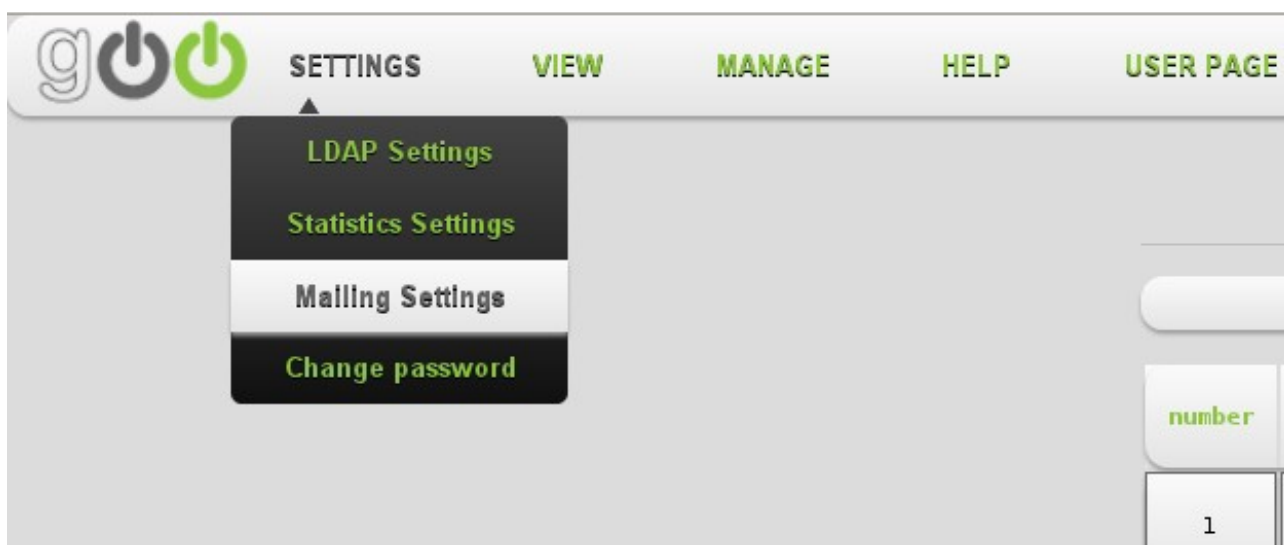 g
SETTINGS VIEW MANAGE HELP USER PAGE
LDAP Settings
Statistics Settings
Mailing Settings
Change password
number
1